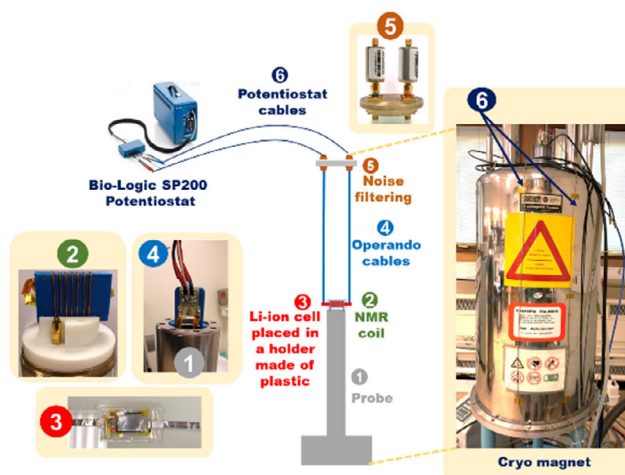 5
6
Potentiostat
cables
6
Bio-Logic SP200
Potentiostat
5
Noise
filtering
2
4
4
Operando
cables
3
Li-ion cell
placed in
a holder
made of
plastic
2
NMR
coil
1
1
Probe
3
Cryo magnet